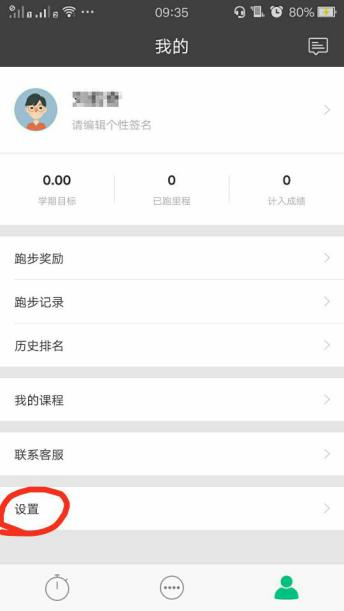 09:35
80%
我的
请编辑个性签名
0.00
0
0
学期目标
已跑里程
计入成绩
跑步奖励
跑步记录
历史排名
我的课程
联系客服
设置